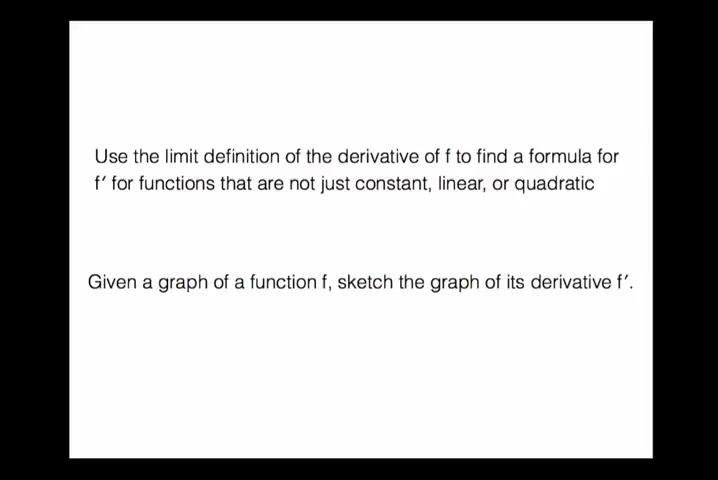 Use the limit definition of the derivative of f to find a formula for
f′ for functions that are not just constant, linear, or quadratic
Given a graph of a function f, sketch the graph of its derivative f′.